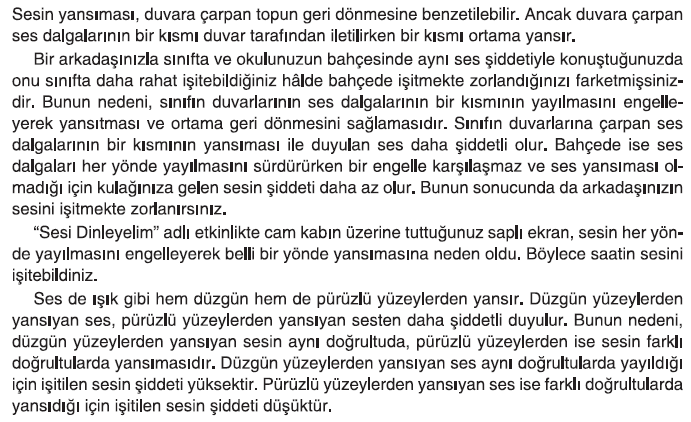 Sesin yansıması, duvara çarpan topun geri dönmesine benzetilebilir. Ancak duvara çarpan
ses dalgalarının bir kısmı duvar tarafından iletilirken bir kısmı ortama yansır.
Bir arkadaşınızla sınıfta ve okulunuzun bahçesinde aynı ses şiddetiyle konuştuğunuzda
onu sınıfta daha rahat işitebildiğiniz hâlde bahçede işitmekte zorlandığınızı farketmişsiniz-
dir. Bunun nedeni, sınıfın duvarlarının ses dalgalarının bir kısmının yayılmasını engelle-
yerek yansıtması ve ortama geri dönmesini sağlamasıdır. Sınıfın duvarlarına çarpan ses
dalgalarının bir kısmının yansıması ile duyulan ses daha şiddetli olur. Bahçede ise ses
dalgaları her yönde yayılmasını sürdürürken bir engelle karşılaşmaz ve ses yansıması ol-
madığı için kulağınıza gelen sesin şiddeti daha az olur. Bunun sonucunda da arkadaşınızın
sesini işitmekte zorlanırsınız.
“Sesi Dinleyelim” adlı etkinlikte cam kabın üzerine tuttuğunuz saplı ekran, sesin her yön-
de yayılmasını engelleyerek belli bir yönde yansımasına neden oldu. Böylece saatin sesini
işitebildiniz.
Ses de ışık gibi hem düzgün hem de pürüzlü yüzeylerden yansır. Düzgün yüzeylerden
yansıyan ses, pürüzlü yüzeylerden yansıyan sesten daha şiddetli duyulur. Bunun nedeni,
düzgün yüzeylerden yansıyan sesin aynı doğrultuda, pürüzlü yüzeylerden ise sesin farklı
doğrultularda yansımasıdır. Düzgün yüzeylerden yansıyan ses aynı doğrultularda yayıldığı
için işitilen sesin şiddeti yüksektir. Pürüzlü yüzeylerden yansıyan ses ise farklı doğrultularda
yansıdığı için işitilen sesin şiddeti düşüktür.